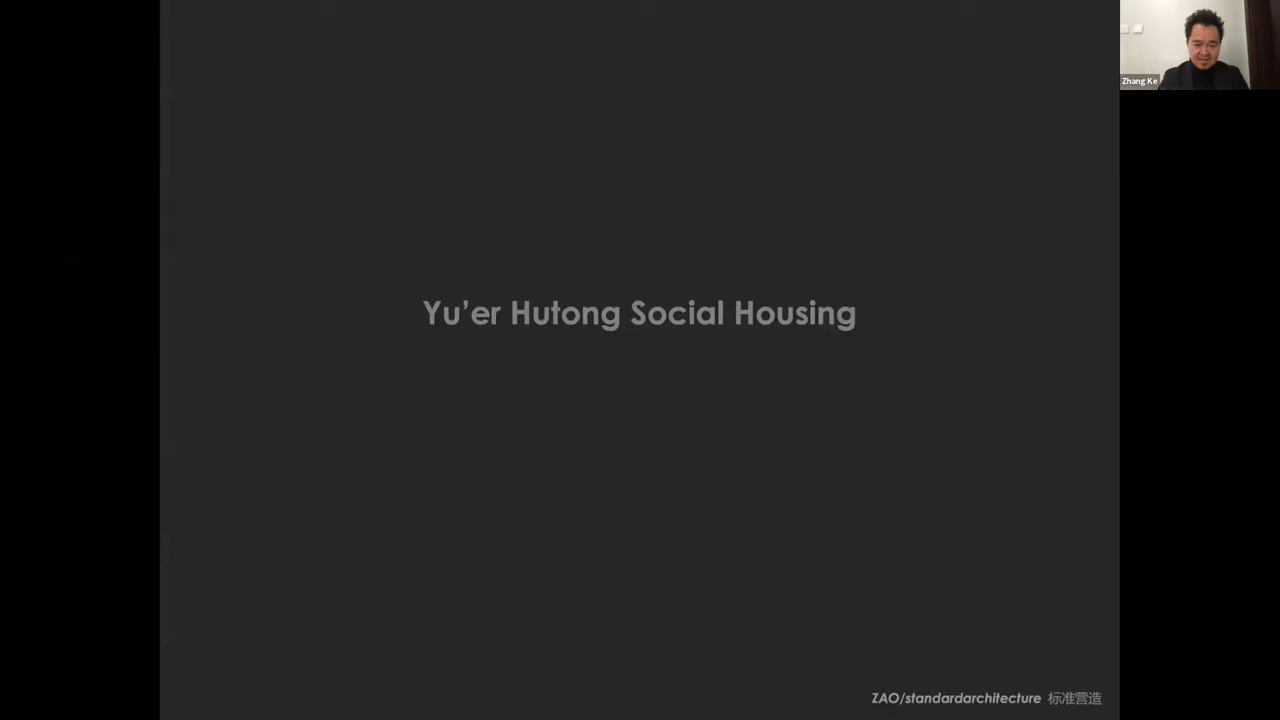 Zhang Ke
Yu’er Hutong Social Housing
ZAO/standardarchitecture 标准营造